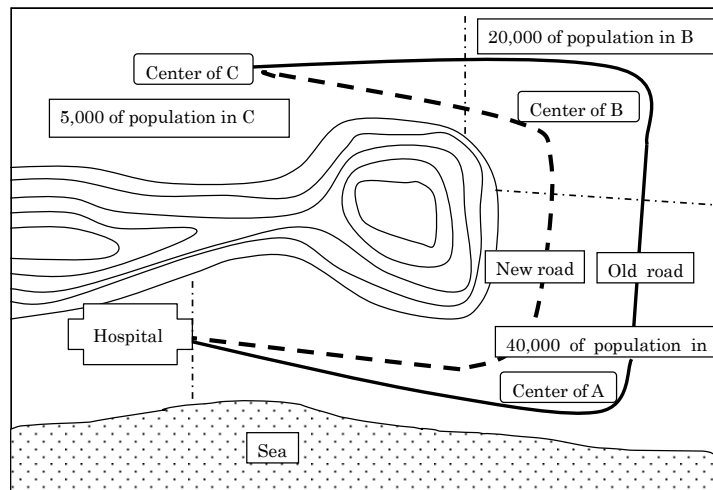 20,000 of population in B
Center of C
Center of B
5,000 of population in C
New road
Old road
Hospital
40,000 of population in
Center of A
Sea